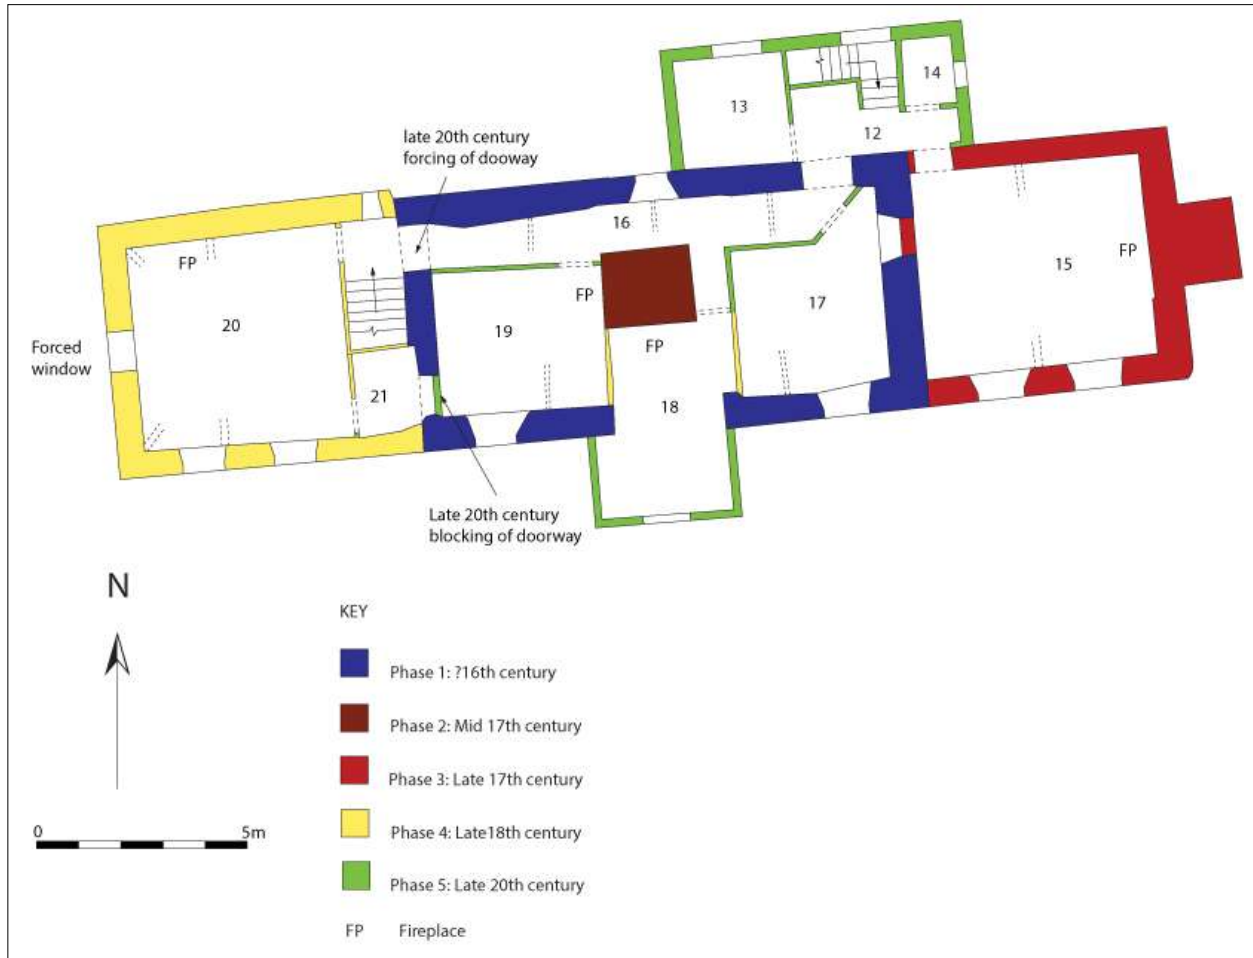 14
13
12
late 20th century
forcing of dooway
16
FP
15
FP
17
FP
20
19
FP
Forced
window
21
18
Late 20th century
blocking of doorway
N
KEY
Phase 1: ?16th century
Phase 2: Mid 17th century
Phase 3: Late 17th century
0 5m
Phase 4: Late18th century
Phase 5: Late 20th century
FP Fireplace